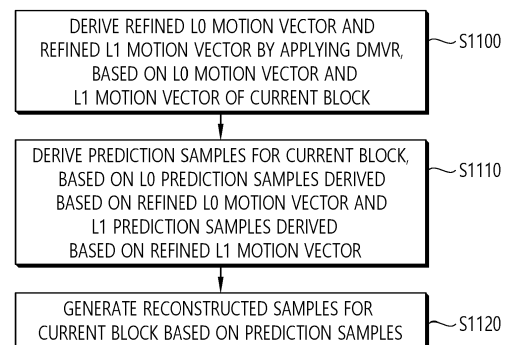 DERIVE REFINED L0 MOTION VECTOR AND
REFINED L1 MOTION VECTOR BY APPLYING DMVR,
BASED ON L0 MOTION VECTOR AND
L1 MOTION VECTOR OF CURRENT BLOCK
S1100
DERIVE PREDICTION SAMPLES FOR CURRENT BLOCK,
BASED ON L0 PREDICTION SAMPLES DERIVED
BASED ON REFINED L0 MOTION VECTOR AND
L1 PREDICTION SAMPLES DERIVED
BASED ON REFINED L1 MOTION VECTOR
S1110
GENERATE RECONSTRUCTED SAMPLES FOR
CURRENT BLOCK BASED ON PREDICTION SAMPLES
S1120